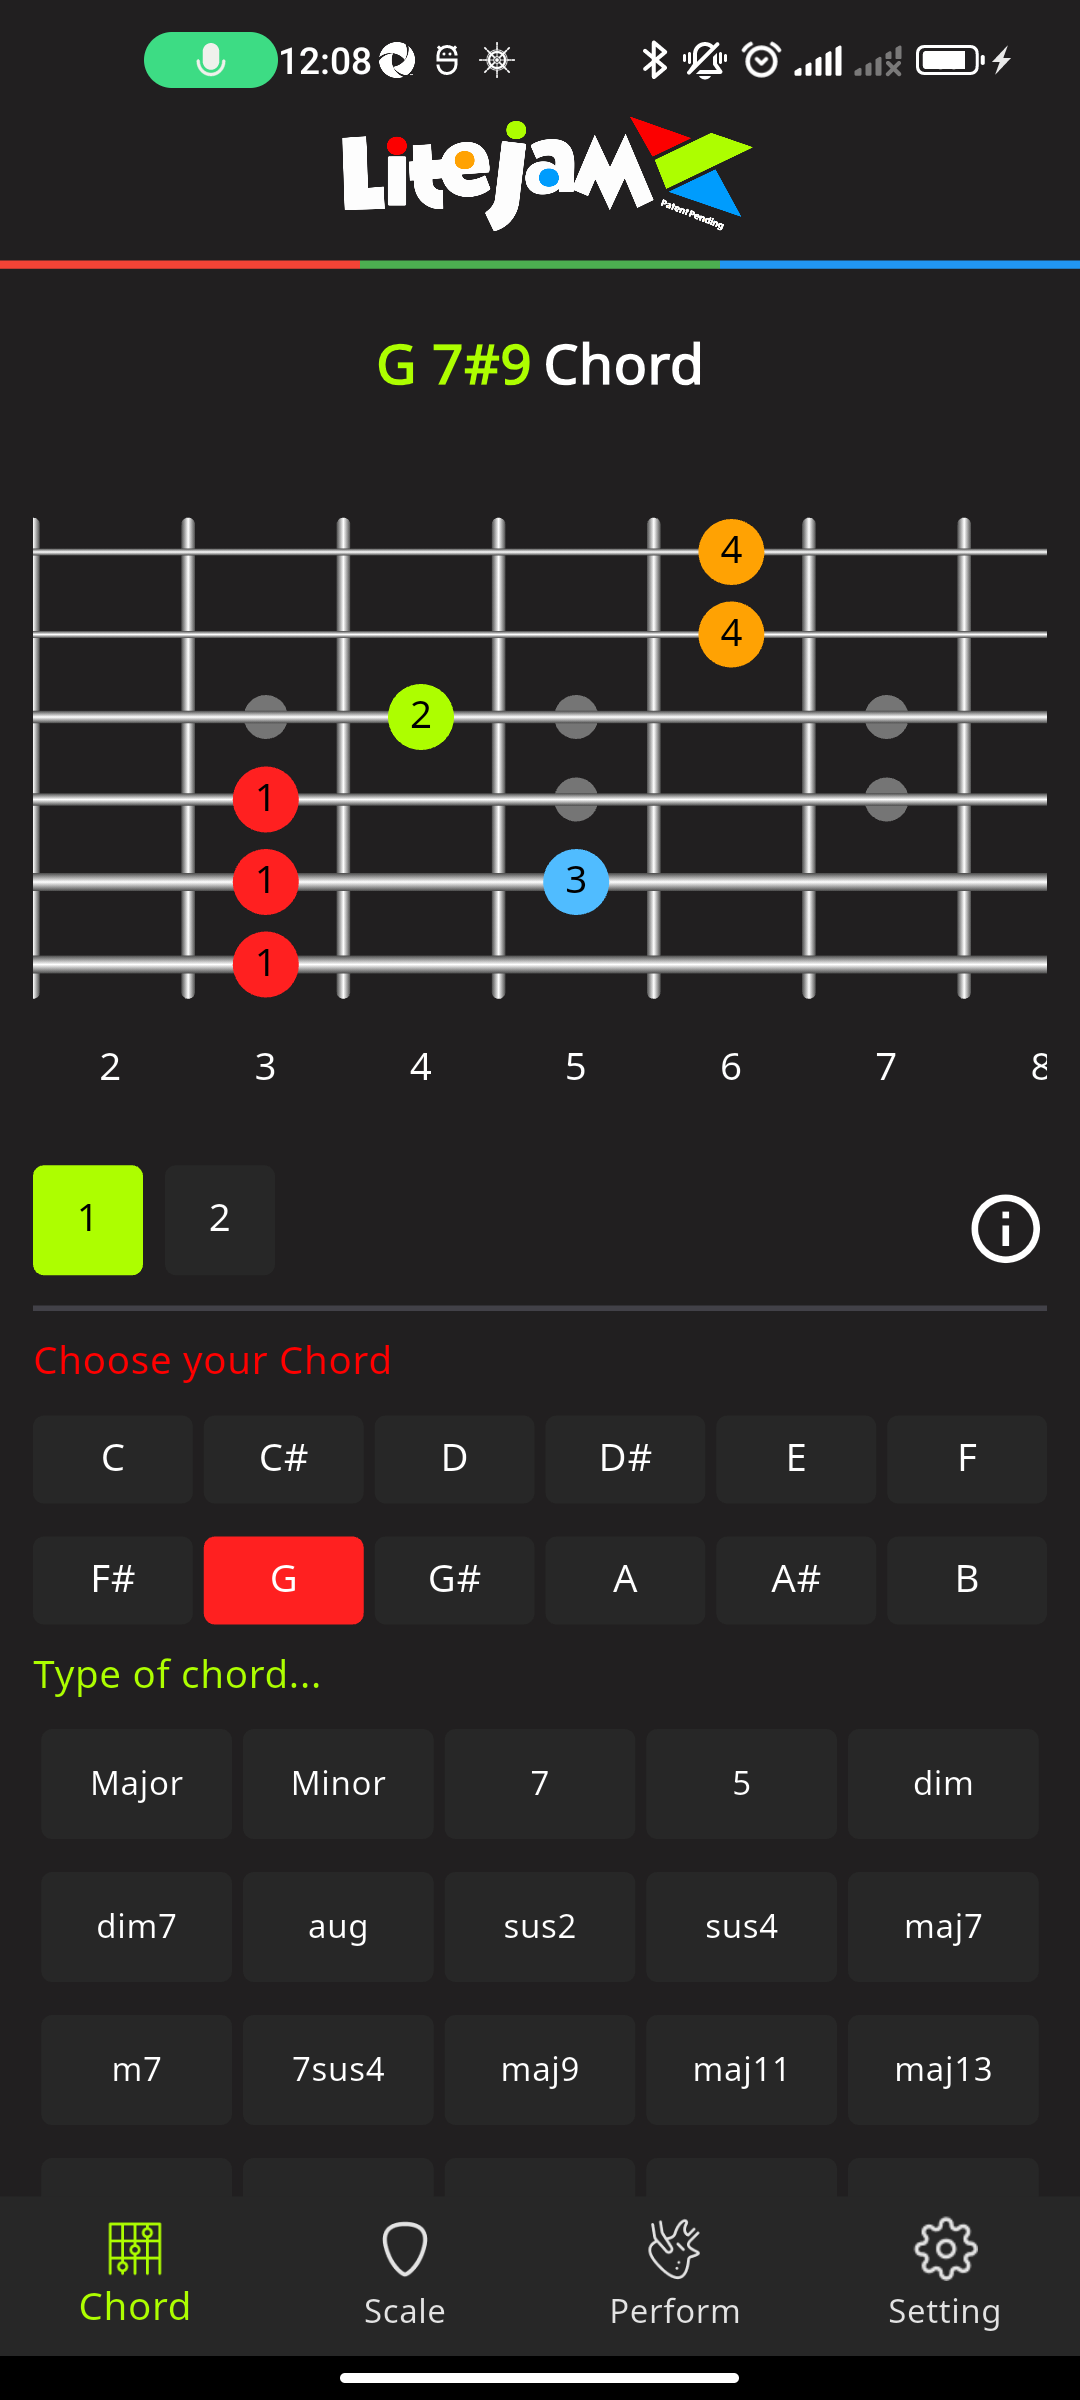 12:08
LiteJam
Patent Pending
G 7#9 Chord
4
4
2
1
1 3
1
2 3 4 5 6 7 8
1 2
Choose your Chord
C C# D D# E F
F# G G# A A# B
Type of chord...
Major Minor 7 5 dim
dim7 aug sus2 sus4 maj7
m7 7sus4 maj9 maj11 maj13
Chord Scale Perform Setting